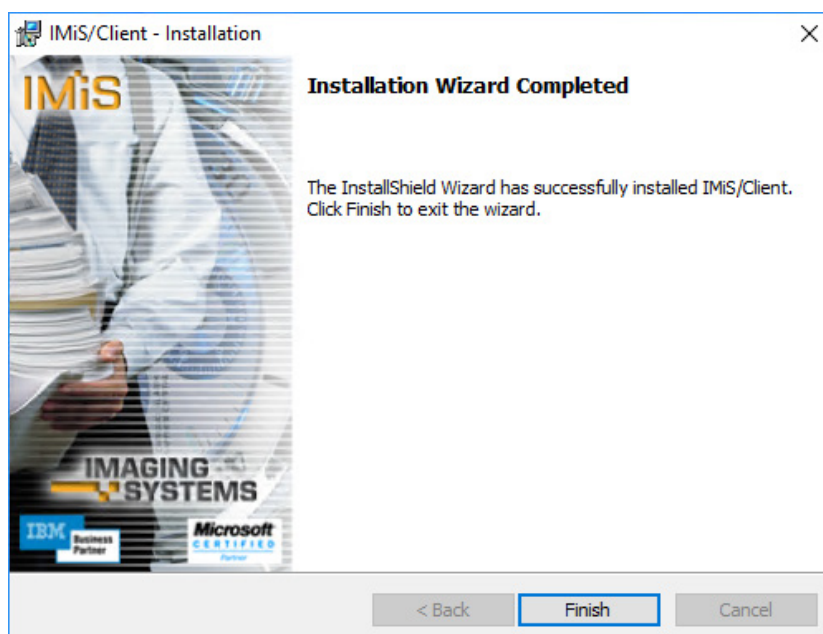 IMiS/Client - Installation
IMiS
Installation Wizard Completed
The InstallShield Wizard has successfully installed IMiS/Client.
Click Finish to exit the wizard.
IMAGING
SYSTEMS
IBM
Business
Partner
Microsoft
CERTIFIED
Partner
< Back
Finish
Cancel